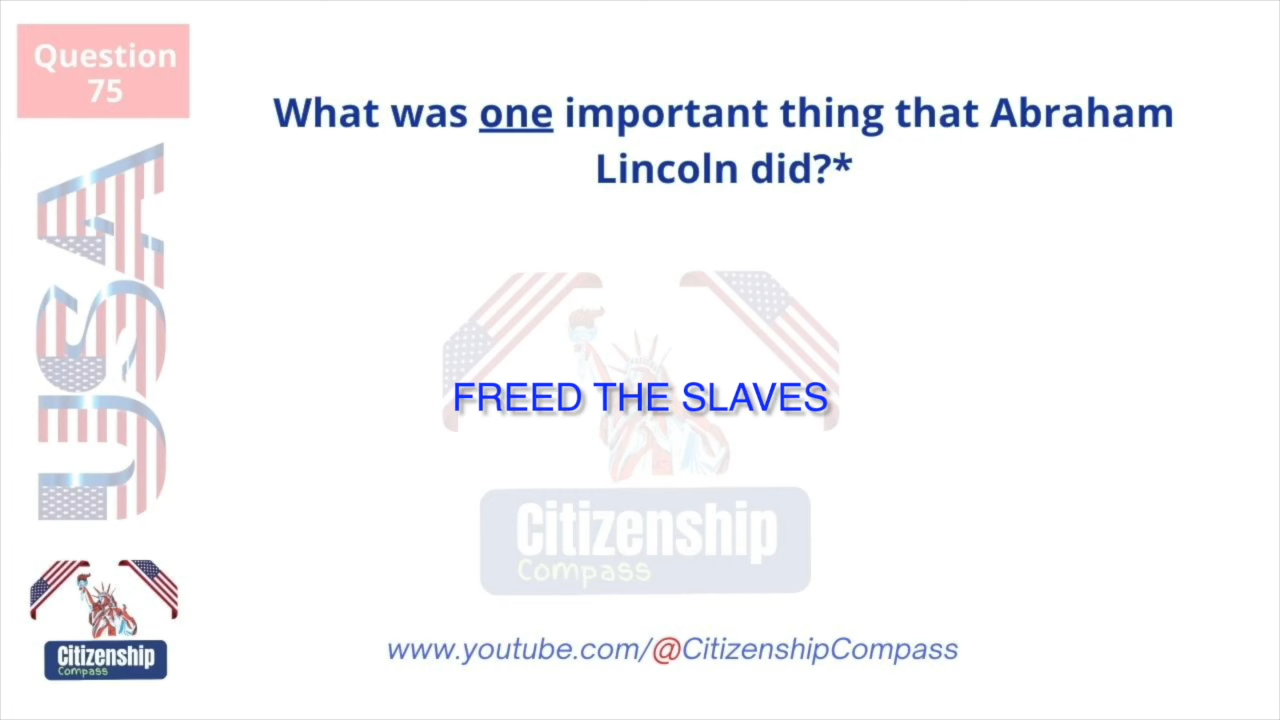 Question
75
What was one important thing that Abraham
Lincoln did?*
USA
FREED THE SLAVES
Citizenship
Compass
www.youtube.com/@CitizenshipCompass
Citizenship
Compass